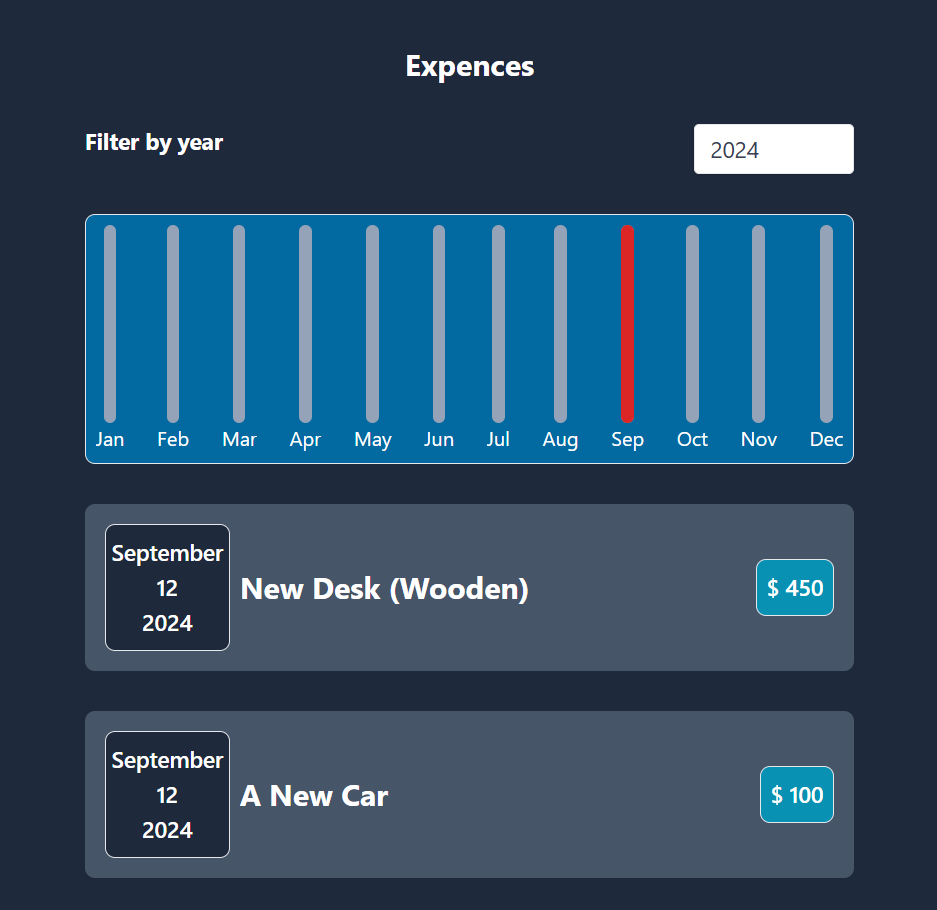 Expences
Filter by year
2024
Jan Feb Mar Apr May Jun Jul Aug Sep Oct Nov Dec
September
12
2024
New Desk (Wooden)
$ 450
September
12
2024
A New Car
$ 100